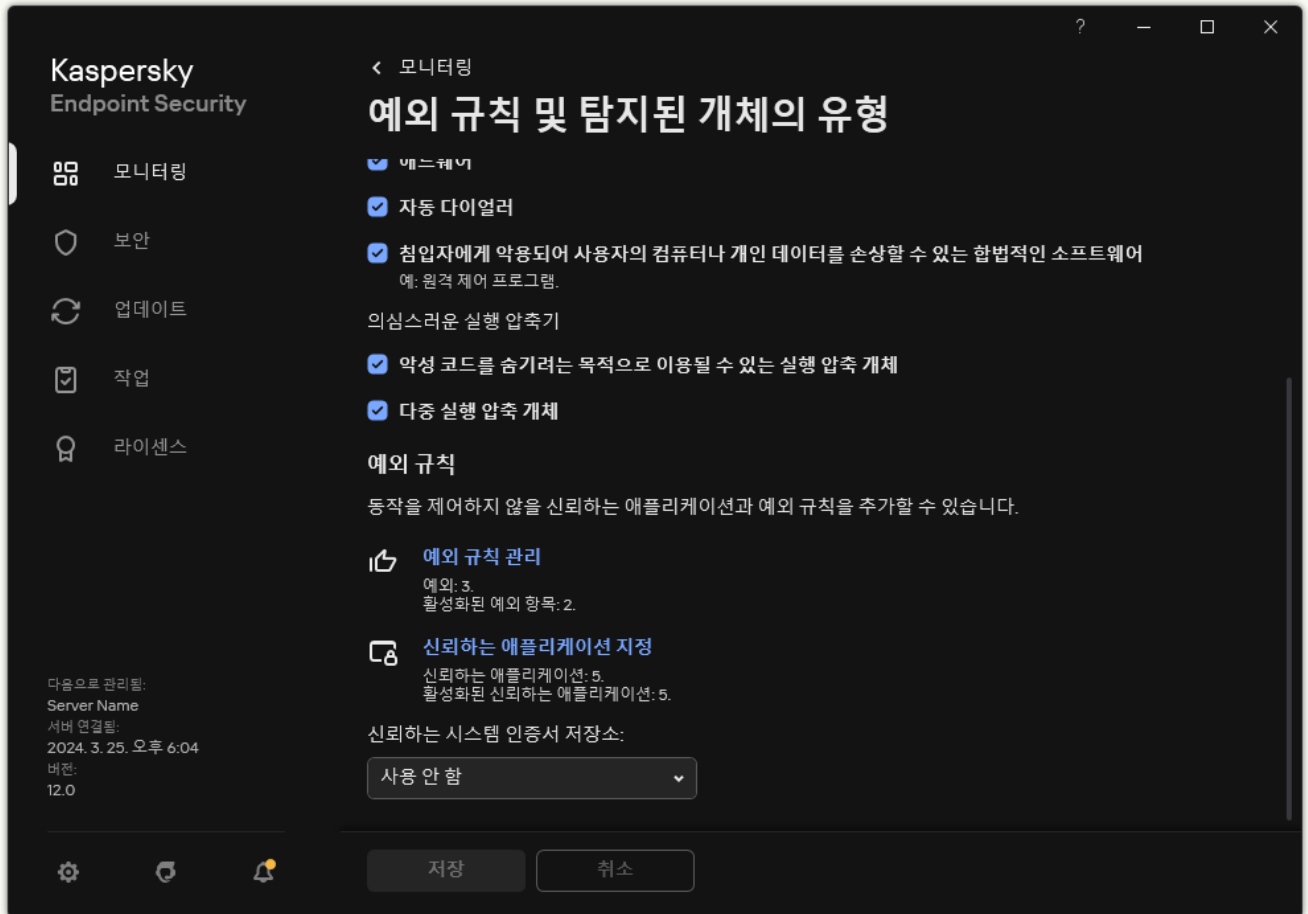 ?
Kaspersky
Endpoint Security
모니터링
보안
업데이트
작업
라이센스
다음으로 관리됨:
Server Name
서버 연결됨:
2024. 3. 25. 오후 6:04
버전:
12.0
모니터링
예외 규칙 및 탐지된 개체의 유형
애드웨어
자동 다이얼러
침입자에게 악용되어 사용자의 컴퓨터나 개인 데이터를 손상할 수 있는 합법적인 소프트웨어
예: 원격 제어 프로그램.
의심스러운 실행 압축기
악성 코드를 숨기려는 목적으로 이용될 수 있는 실행 압축 개체
다중 실행 압축 개체
예외 규칙
동작을 제어하지 않을 신뢰하는 애플리케이션과 예외 규칙을 추가할 수 있습니다.
예외 규칙 관리
예외: 3.
활성화된 예외 항목: 2.
신뢰하는 애플리케이션 지정
신뢰하는 애플리케이션: 5.
활성화된 신뢰하는 애플리케이션: 5.
신뢰하는 시스템 인증서 저장소:
사용 안 함
저장
취소